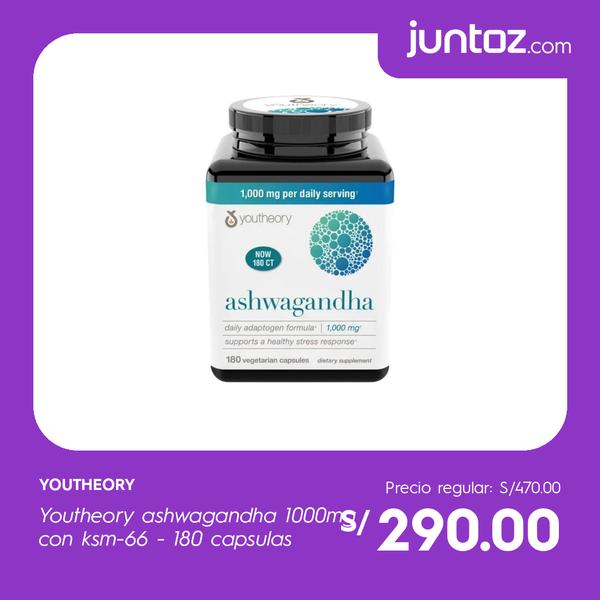 juntoz.com
youtheory
1,000 mg per daily serving†
youtheory
NOW
180 CT
ashwagandha
daily adaptogen formula† | 1,000 mg†
supports a healthy stress response†
180 vegetarian capsules dietary supplement
YOUTHEORY
Precio regular: S/470.00
Youtheory ashwagandha 1000mg
con ksm-66 - 180 capsulas
S/ 290.00